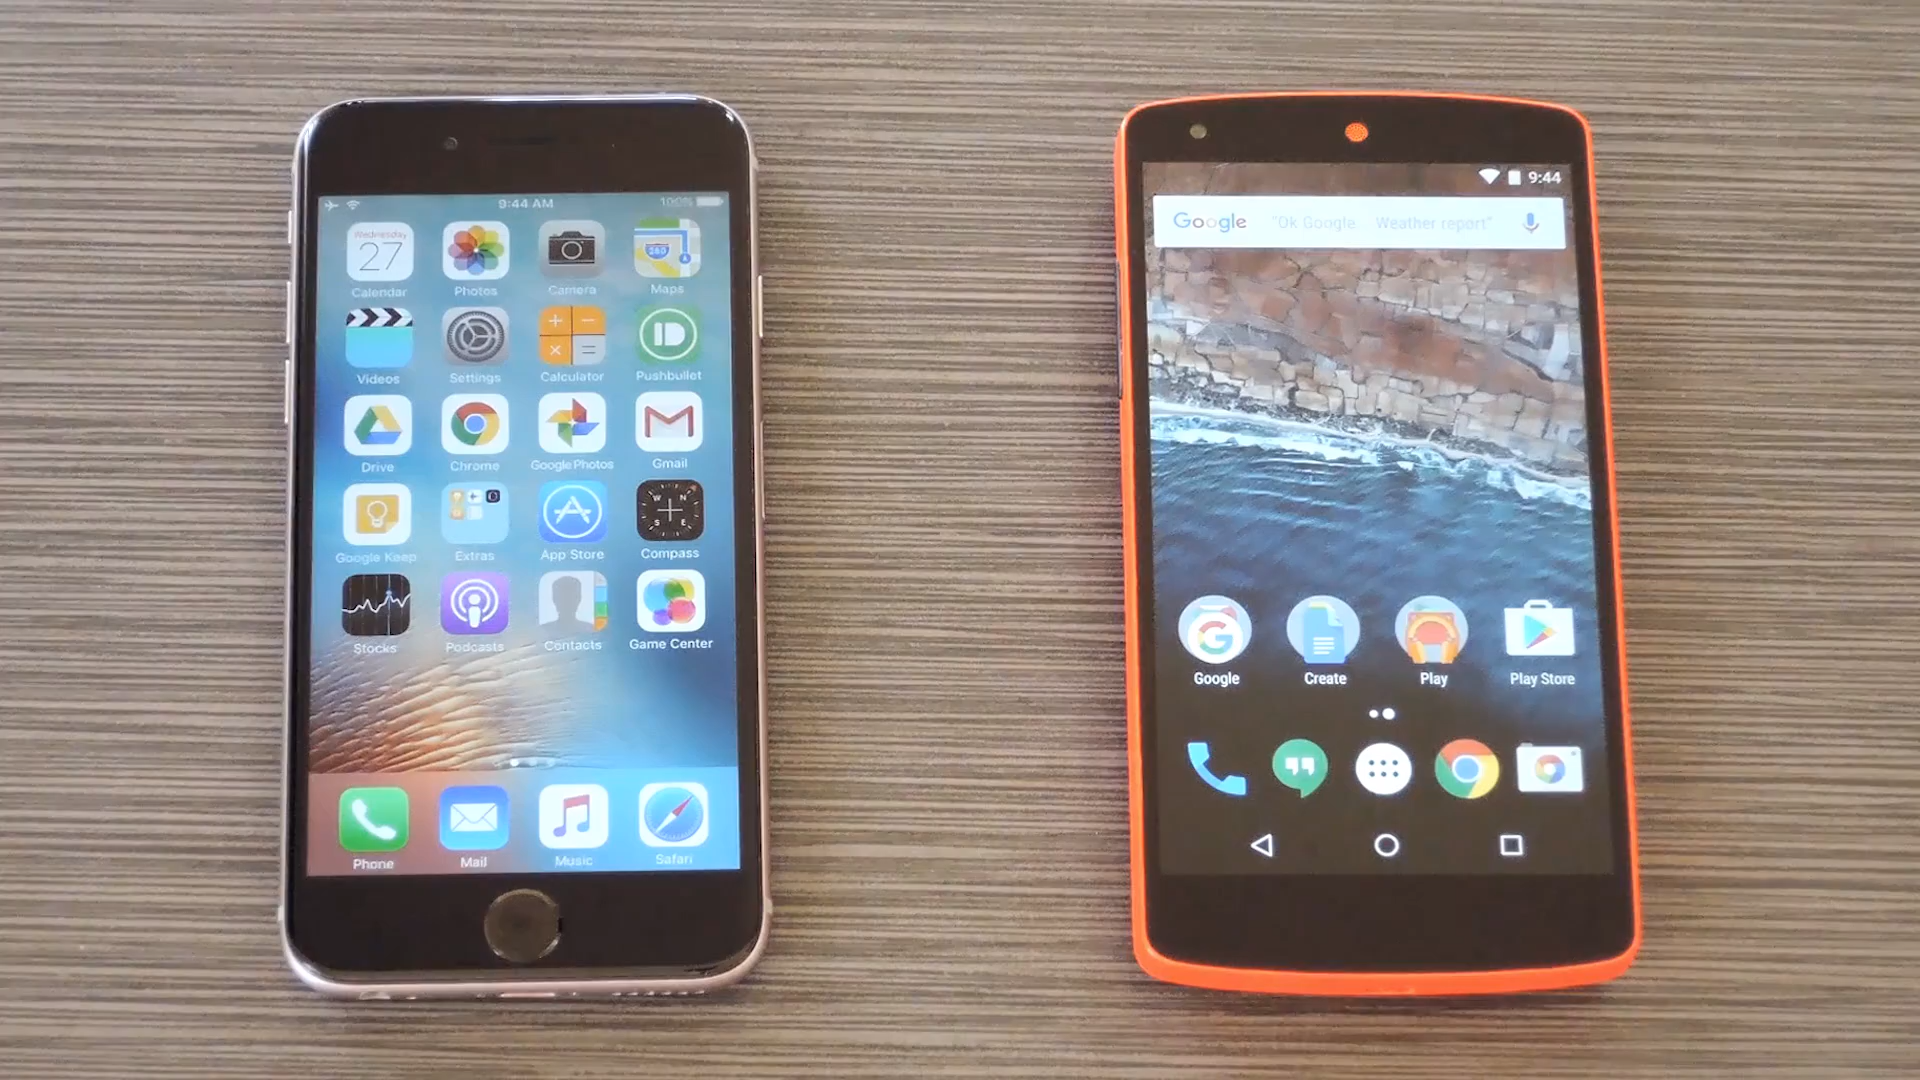 9:44 AM 100%
Wednesday
27
280
Calendar Photos Camera Maps
Videos Settings Calculator Pushbullet
Drive Chrome Google Photos Gmail
W N
S E
Google Keep Extras App Store Compass
Stocks Podcasts Contacts Game Center
Phone Mail Music Safari
9:44
Google "Ok Google Weather report"
G
Google Create Play Play Store